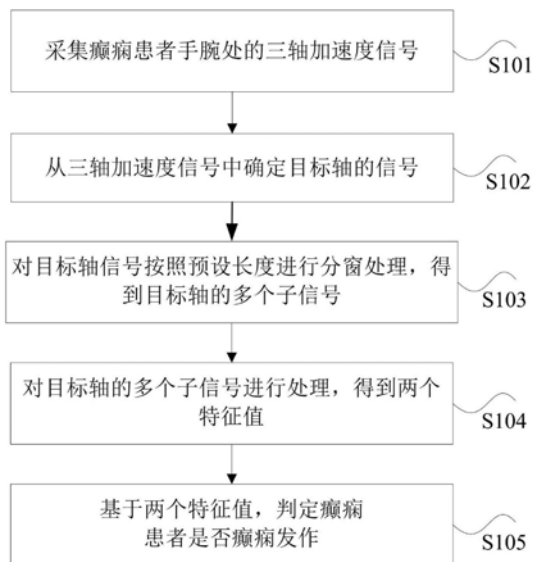 采集癫痫患者手腕处的三轴加速度信号
S101
从三轴加速度信号中确定目标轴的信号
S102
对目标轴信号按照预设长度进行分窗处理，得
到目标轴的多个子信号
S103
对目标轴的多个子信号进行处理，得到两个
特征值
S104
基于两个特征值，判定癫痫
患者是否癫痫发作
S105